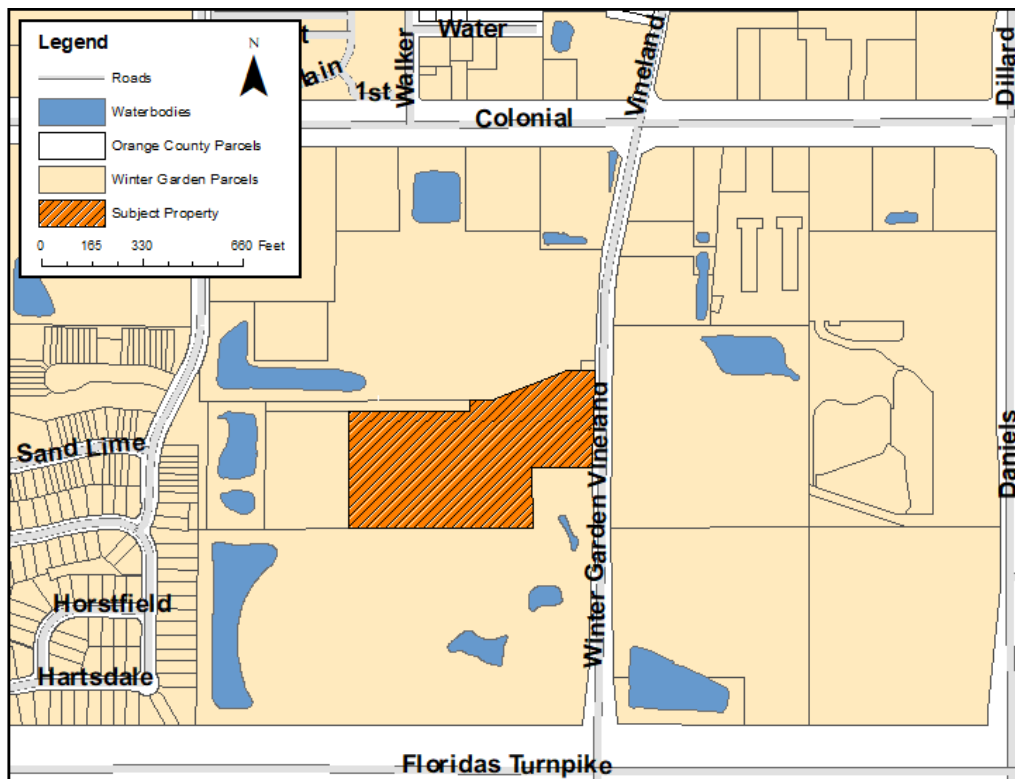 Legend
N
Roads
Waterbodies
Orange County Parcels
Winter Garden Parcels
Subject Property
0 165 330 660 Feet
Water
1st
Walker
Colonial
Vineland
Dillard
Sand Lime
Horstfield
Hartsdale
Winter Garden Vineland
Daniels
Floridas Turnpike